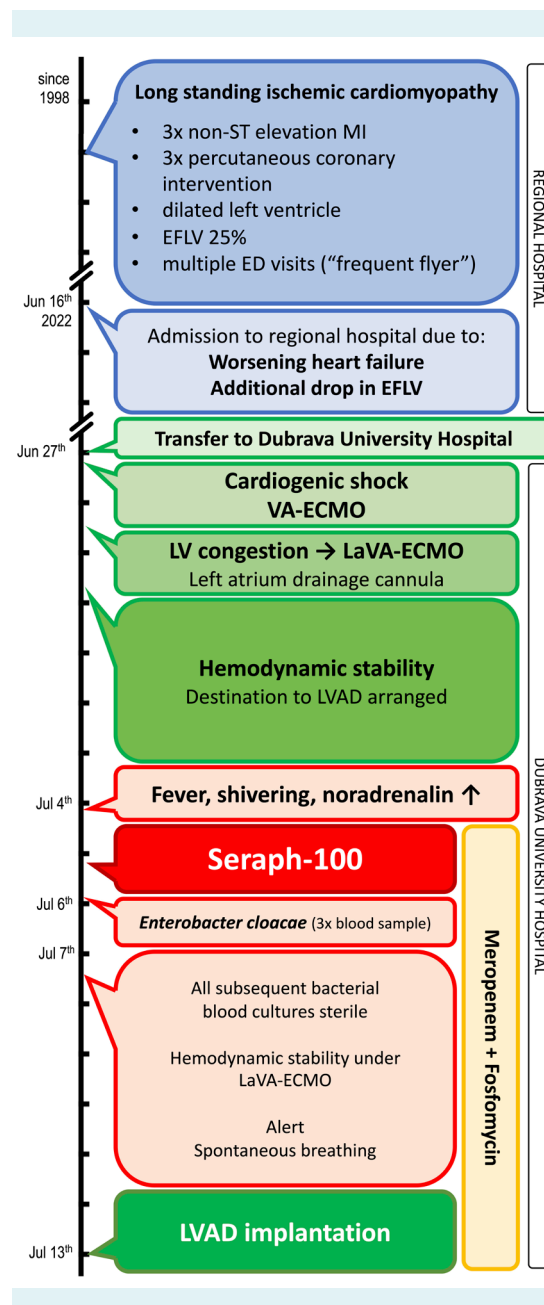 since
1998
Long standing ischemic cardiomyopathy
• 3x non-ST elevation MI
• 3x percutaneous coronary
intervention
• dilated left ventricle
• EFLV 25%
• multiple ED visits (“frequent flyer”)
REGIONAL HOSPITAL
Jun 16th
2022
Admission to regional hospital due to:
Worsening heart failure
Additional drop in EFLV
Jun 27th
Transfer to Dubrava University Hospital
Cardiogenic shock
VA-ECMO
LV congestion → LaVA-ECMO
Left atrium drainage cannula
Hemodynamic stability
Destination to LVAD arranged
DUBRAVA UNIVERSITY HOSPITAL
Jul 4th
Fever, shivering, noradrenalin ↑
Seraph-100
Meropenem + Fosfomycin
Jul 6th
Enterobacter cloacae (3x blood sample)
Jul 7th
All subsequent bacterial
blood cultures sterile
Hemodynamic stability under
LaVA-ECMO
Alert
Spontaneous breathing
LVAD implantation
Jul 13th